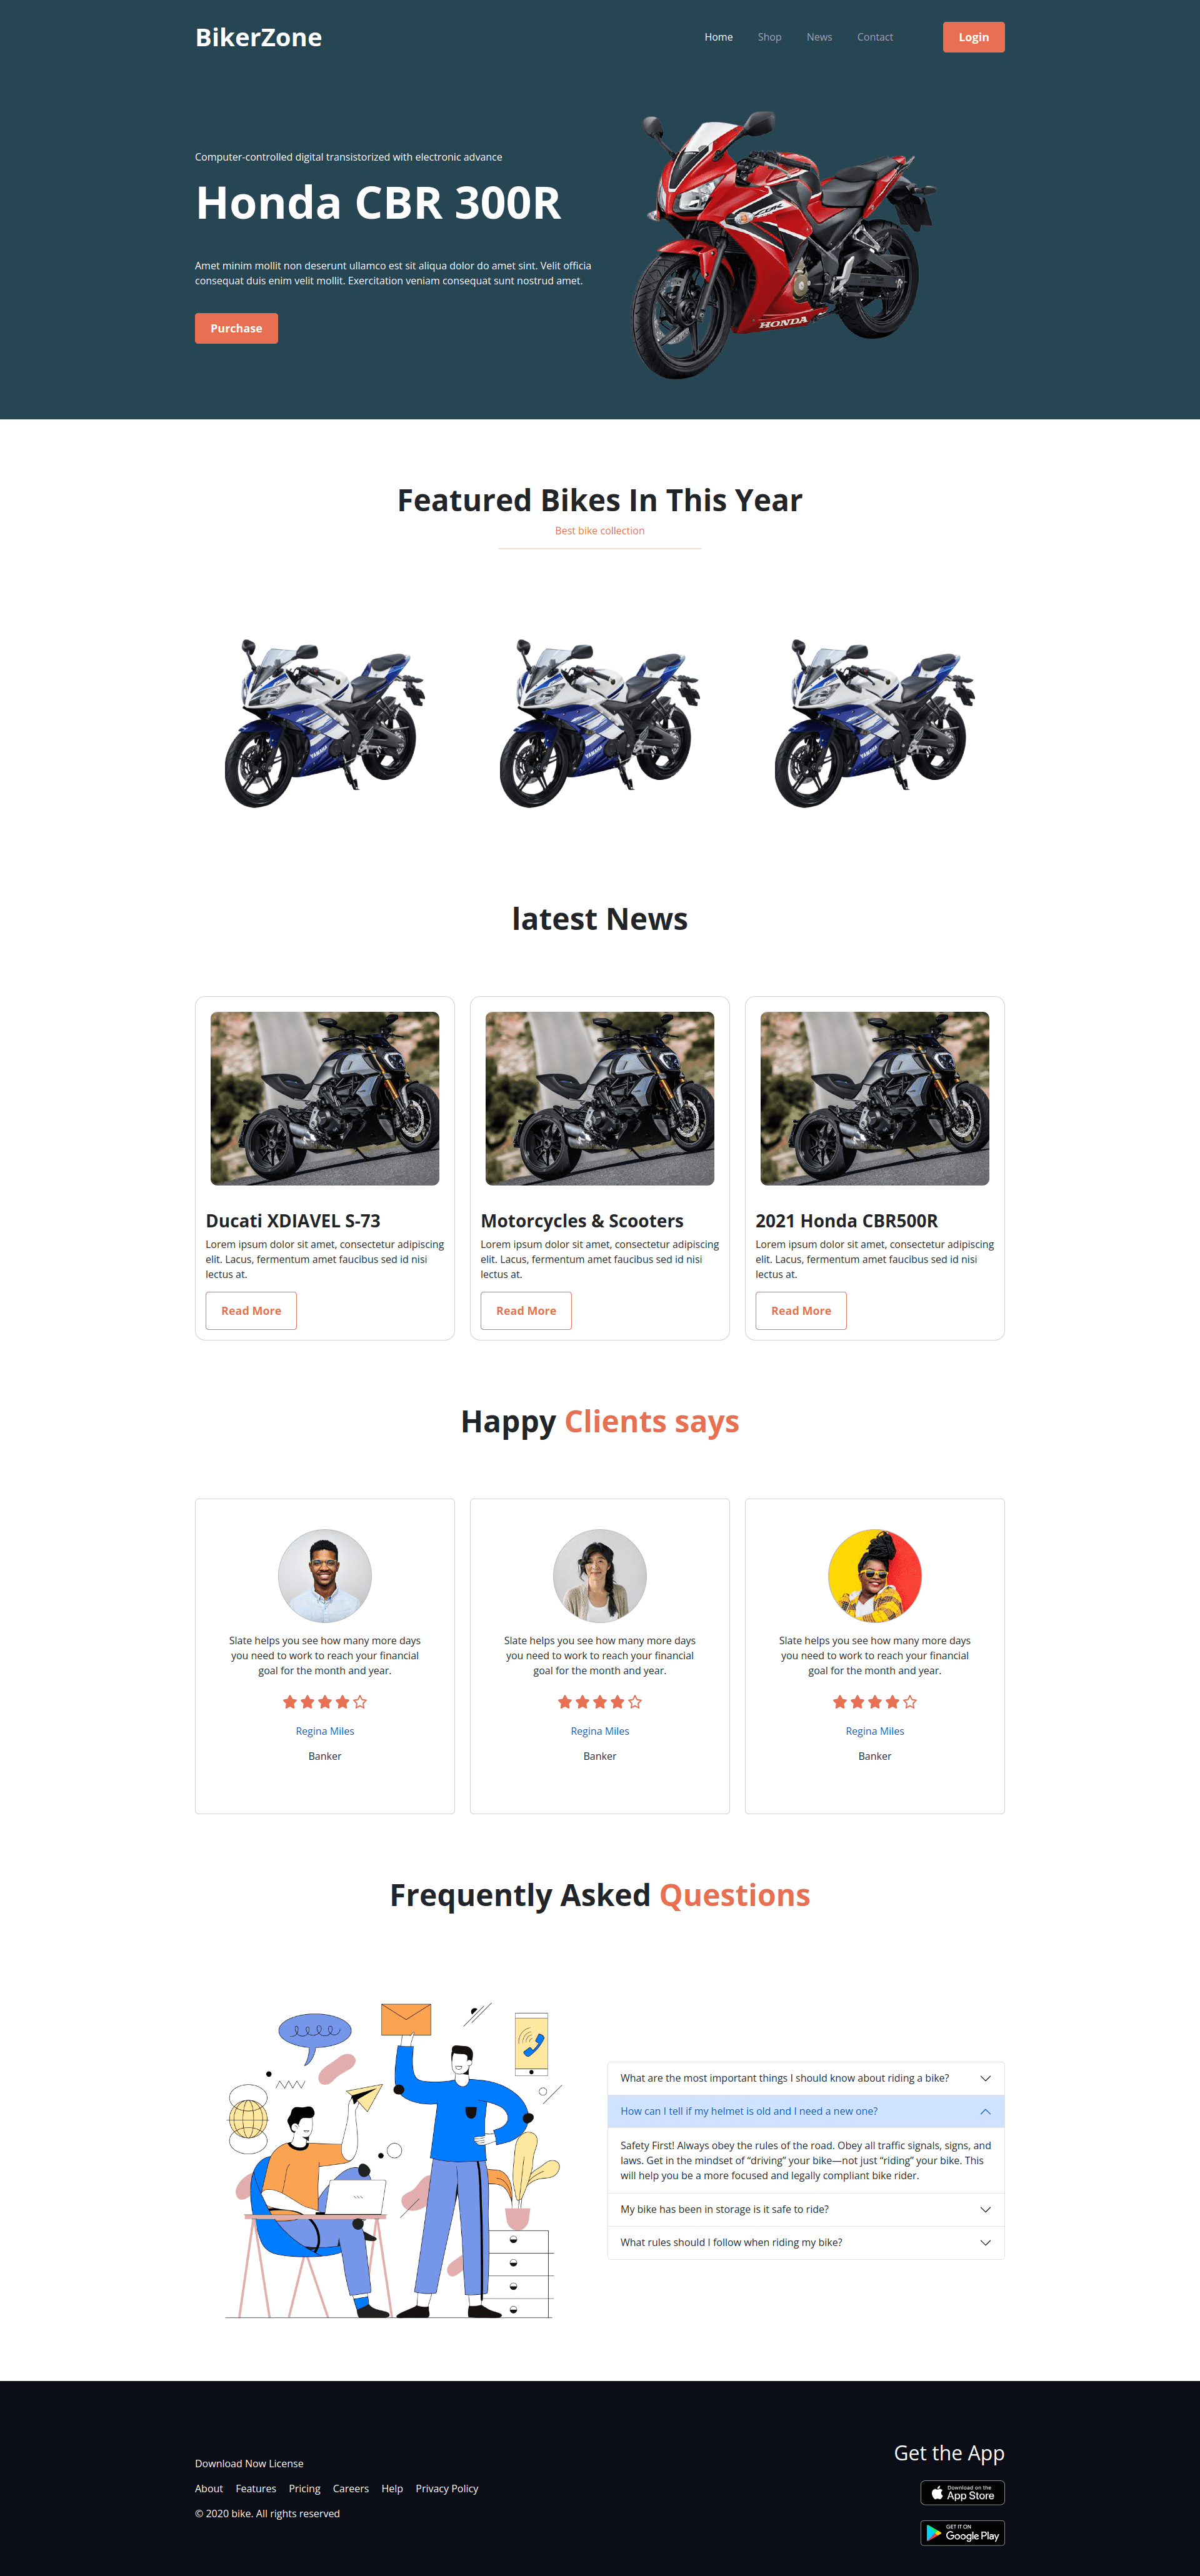 BikerZone
Home Shop News Contact Login
Computer-controlled digital transistorized with electronic advance
Honda CBR 300R
Amet minim mollit non deserunt ullamco est sit aliqua dolor do amet sint. Velit officia
consequat duis enim velit mollit. Exercitation veniam consequat sunt nostrud amet.
Purchase
HONDA
Featured Bikes In This Year
Best bike collection
YAMAHA YAMAHA YAMAHA
latest News
Ducati XDIAVEL S-73
Lorem ipsum dolor sit amet, consectetur adipiscing
elit. Lacus, fermentum amet faucibus sed id nisi
lectus at.
Read More
Motorcycles & Scooters
Lorem ipsum dolor sit amet, consectetur adipiscing
elit. Lacus, fermentum amet faucibus sed id nisi
lectus at.
Read More
2021 Honda CBR500R
Lorem ipsum dolor sit amet, consectetur adipiscing
elit. Lacus, fermentum amet faucibus sed id nisi
lectus at.
Read More
Happy Clients says
Slate helps you see how many more days
you need to work to reach your financial
goal for the month and year.
Regina Miles
Banker
Slate helps you see how many more days
you need to work to reach your financial
goal for the month and year.
Regina Miles
Banker
Slate helps you see how many more days
you need to work to reach your financial
goal for the month and year.
Regina Miles
Banker
Frequently Asked Questions
What are the most important things I should know about riding a bike?
How can I tell if my helmet is old and I need a new one?
Safety First! Always obey the rules of the road. Obey all traffic signals, signs, and
laws. Get in the mindset of “driving” your bike—not just “riding” your bike. This
will help you be a more focused and legally compliant bike rider.
My bike has been in storage is it safe to ride?
What rules should I follow when riding my bike?
Download Now License
About Features Pricing Careers Help Privacy Policy
© 2020 bike. All rights reserved
Get the App
Download on the
App Store
GET IT ON
Google Play